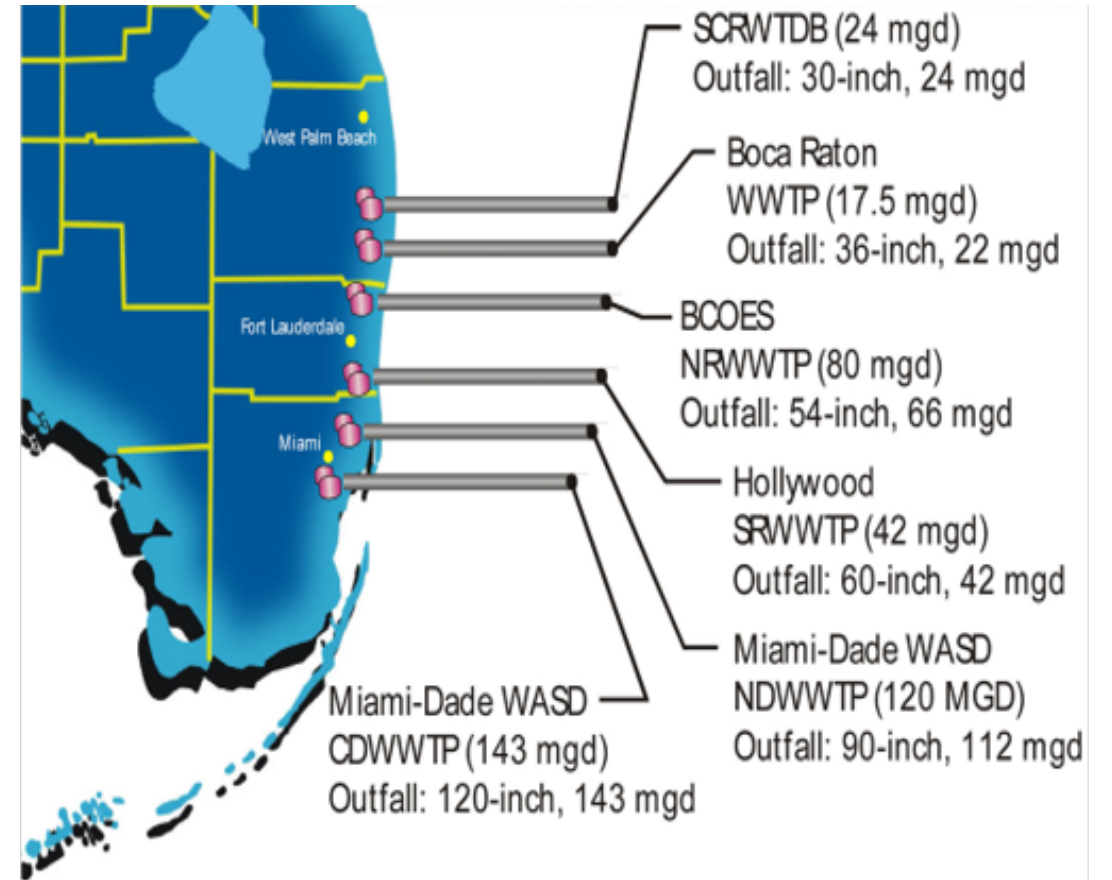 SCRWTDB (24 mgd)
Outfall: 30-inch, 24 mgd
West Palm Beach
Boca Raton
WWTP (17.5 mgd)
Outfall: 36-inch, 22 mgd
BCOES
NRWWTP (80 mgd)
Outfall: 54-inch, 66 mgd
Fort Lauderdale
Hollywood
SRWWTP (42 mgd)
Outfall: 60-inch, 42 mgd
Miami
Miami-Dade WASD
NDWWTP (120 MGD)
Outfall: 90-inch, 112 mgd
Miami-Dade WASD
CDWWTP (143 mgd)
Outfall: 120-inch, 143 mgd